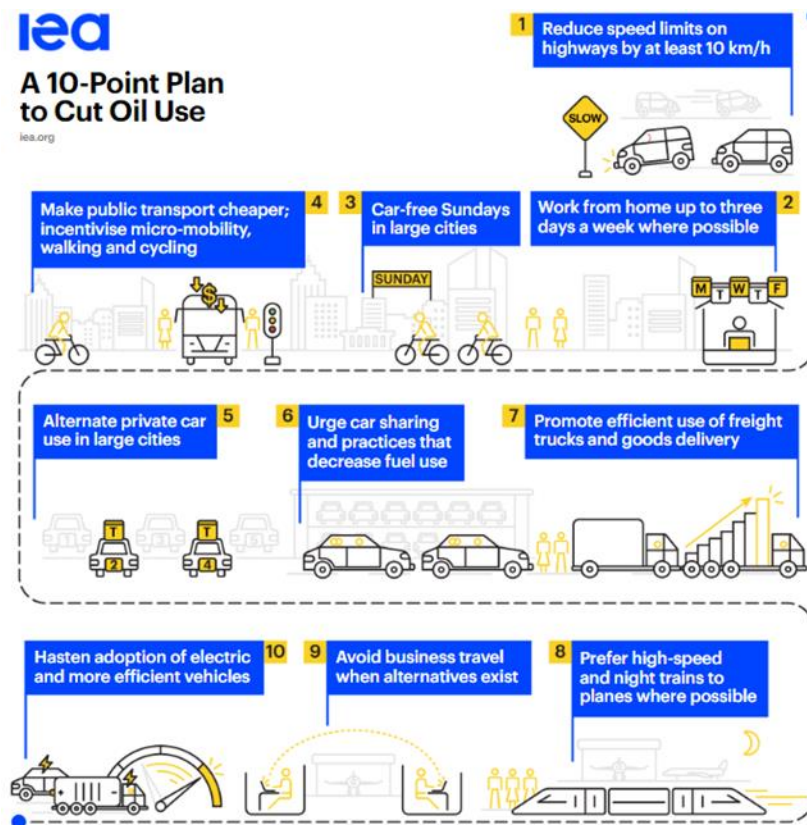 iea
A 10-Point Plan
to Cut Oil Use
iea.org
1
Reduce speed limits on
highways by at least 10 km/h
SLOW
2
Work from home up to three
days a week where possible
M T W T F
3
Car-free Sundays
in large cities
SUNDAY
4
Make public transport cheaper;
incentivise micro-mobility,
walking and cycling
$
5
Alternate private car
use in large cities
T
T
1
2
3
4
5
6
Urge car sharing
and practices that
decrease fuel use
7
Promote efficient use of freight
trucks and goods delivery
8
Prefer high-speed
and night trains to
planes where possible
9
Avoid business travel
when alternatives exist
10
Hasten adoption of electric
and more efficient vehicles